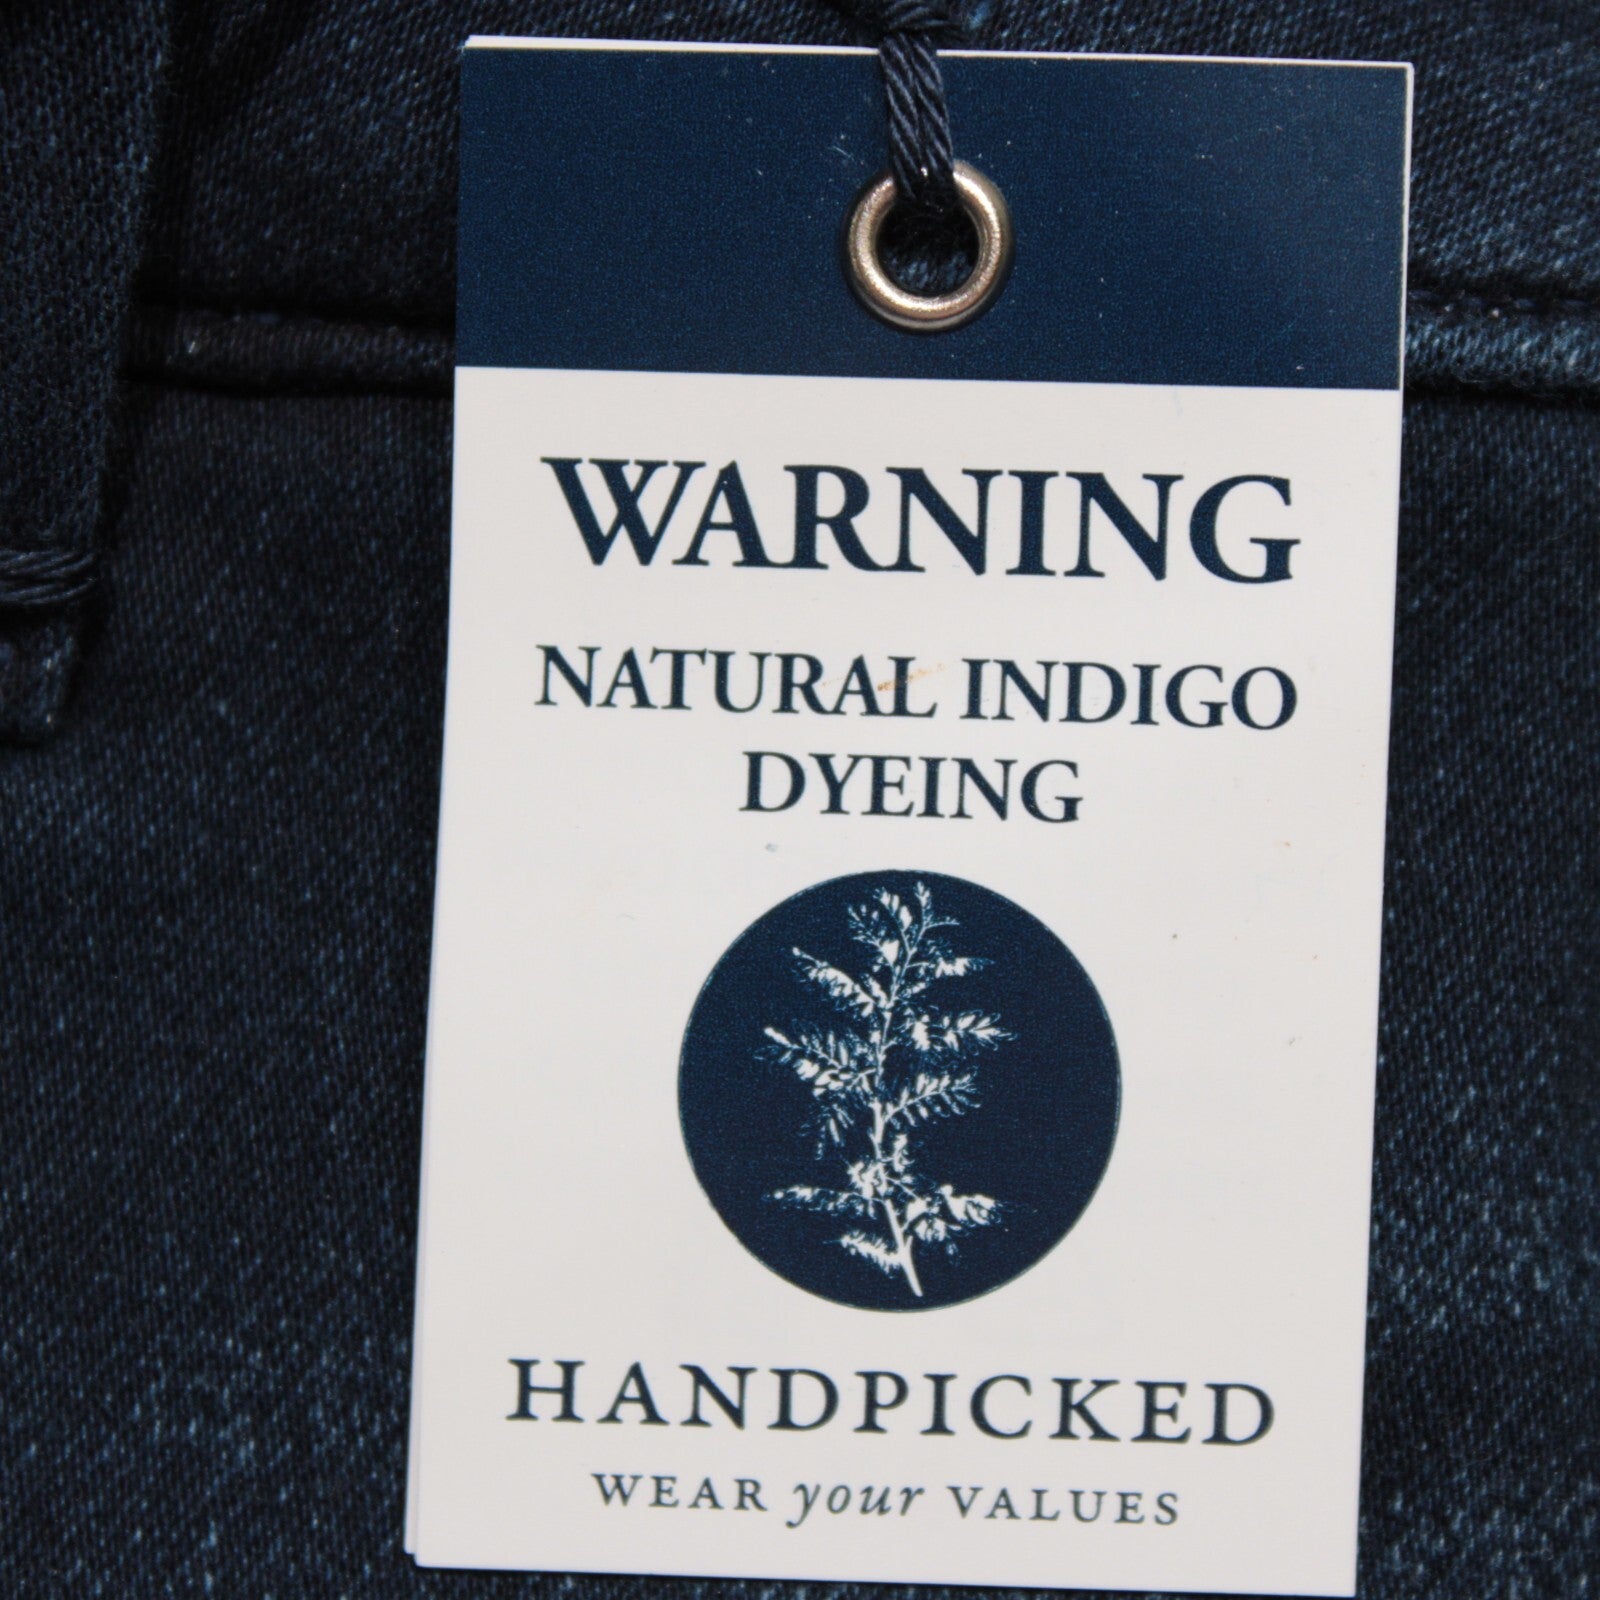 WARNING
NATURAL INDIGO
DYEING
HANDPICKED
WEAR your VALUES